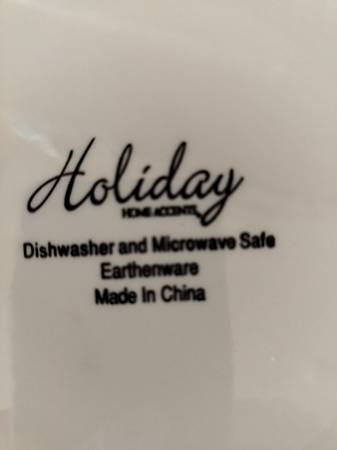 Holiday
HOME ACCENTS
Dishwasher and Microwave Safe
Earthenware
Made In China